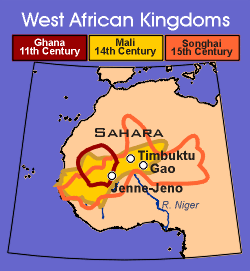 West African Kingdoms
Ghana
11th Century
Mali
14th Century
Songhai
15th Century
SAHARA
Timbuktu
Gao
Jenne-Jeno
R. Niger